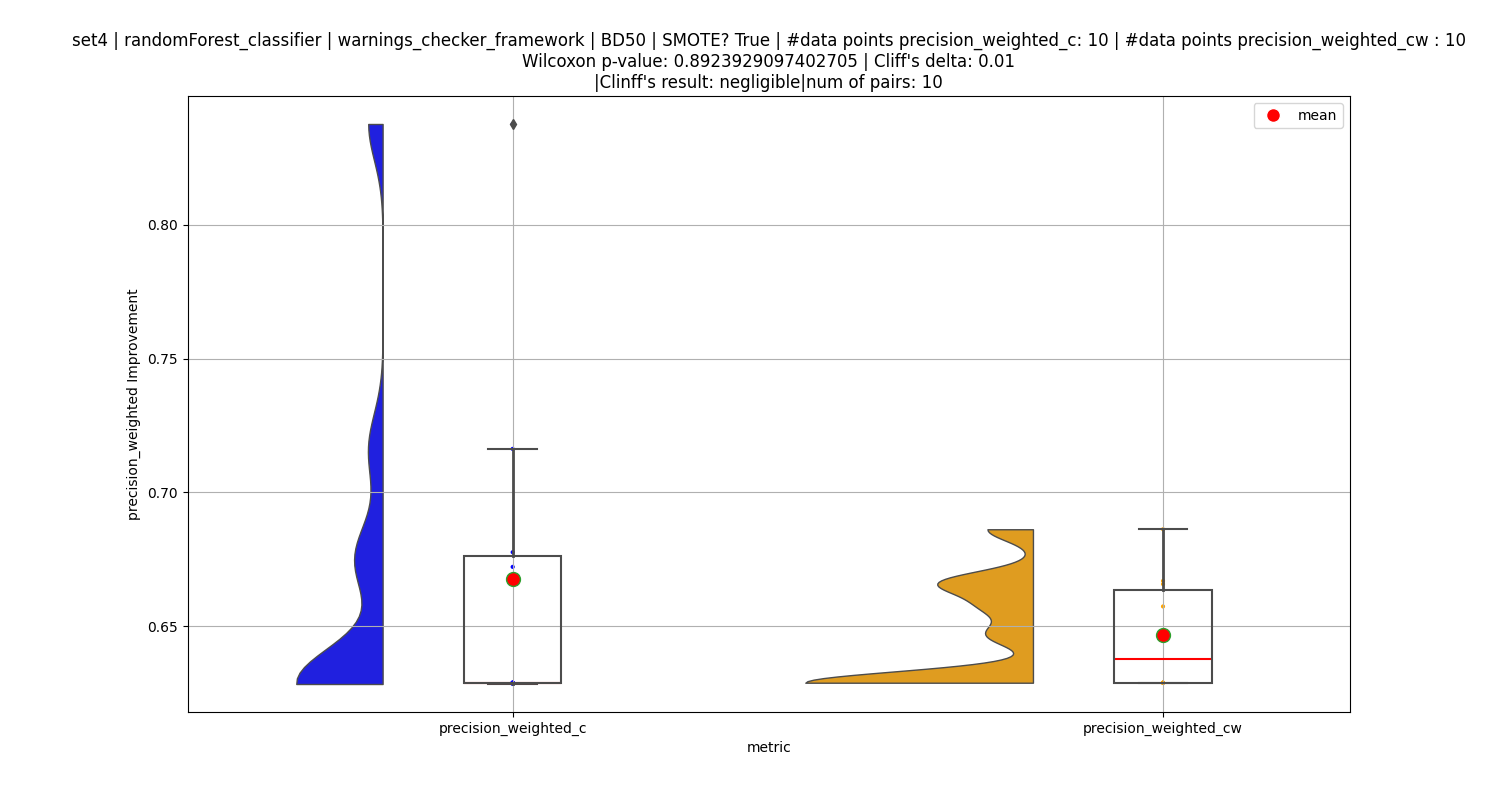 set4 | randomForest_classifier | warnings_checker_framework | BD50 | SMOTE? True | #data points precision_weighted_c: 10 | #data points precision_weighted_cw : 10
Wilcoxon p-value: 0.8923929097402705 | Cliff's delta: 0.01
|Clinff's result: negligible|num of pairs: 10
mean
0.80
0.75
0.70
0.65
precision_weighted Improvement
precision_weighted_c
precision_weighted_cw
metric